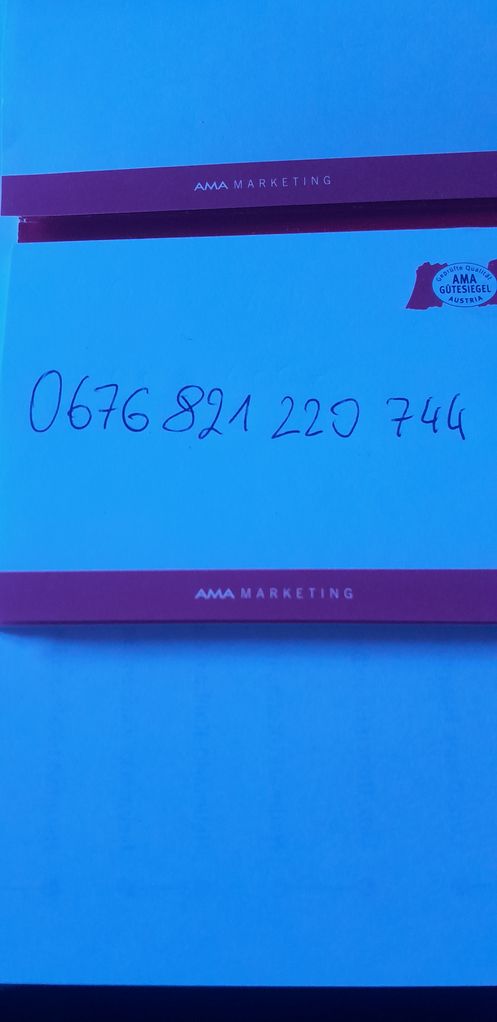 AMA MARKETING
Geprüfte Qualität
AMA
GÜTESIEGEL
AUSTRIA
0676 821 220 744
AMA MARKETING